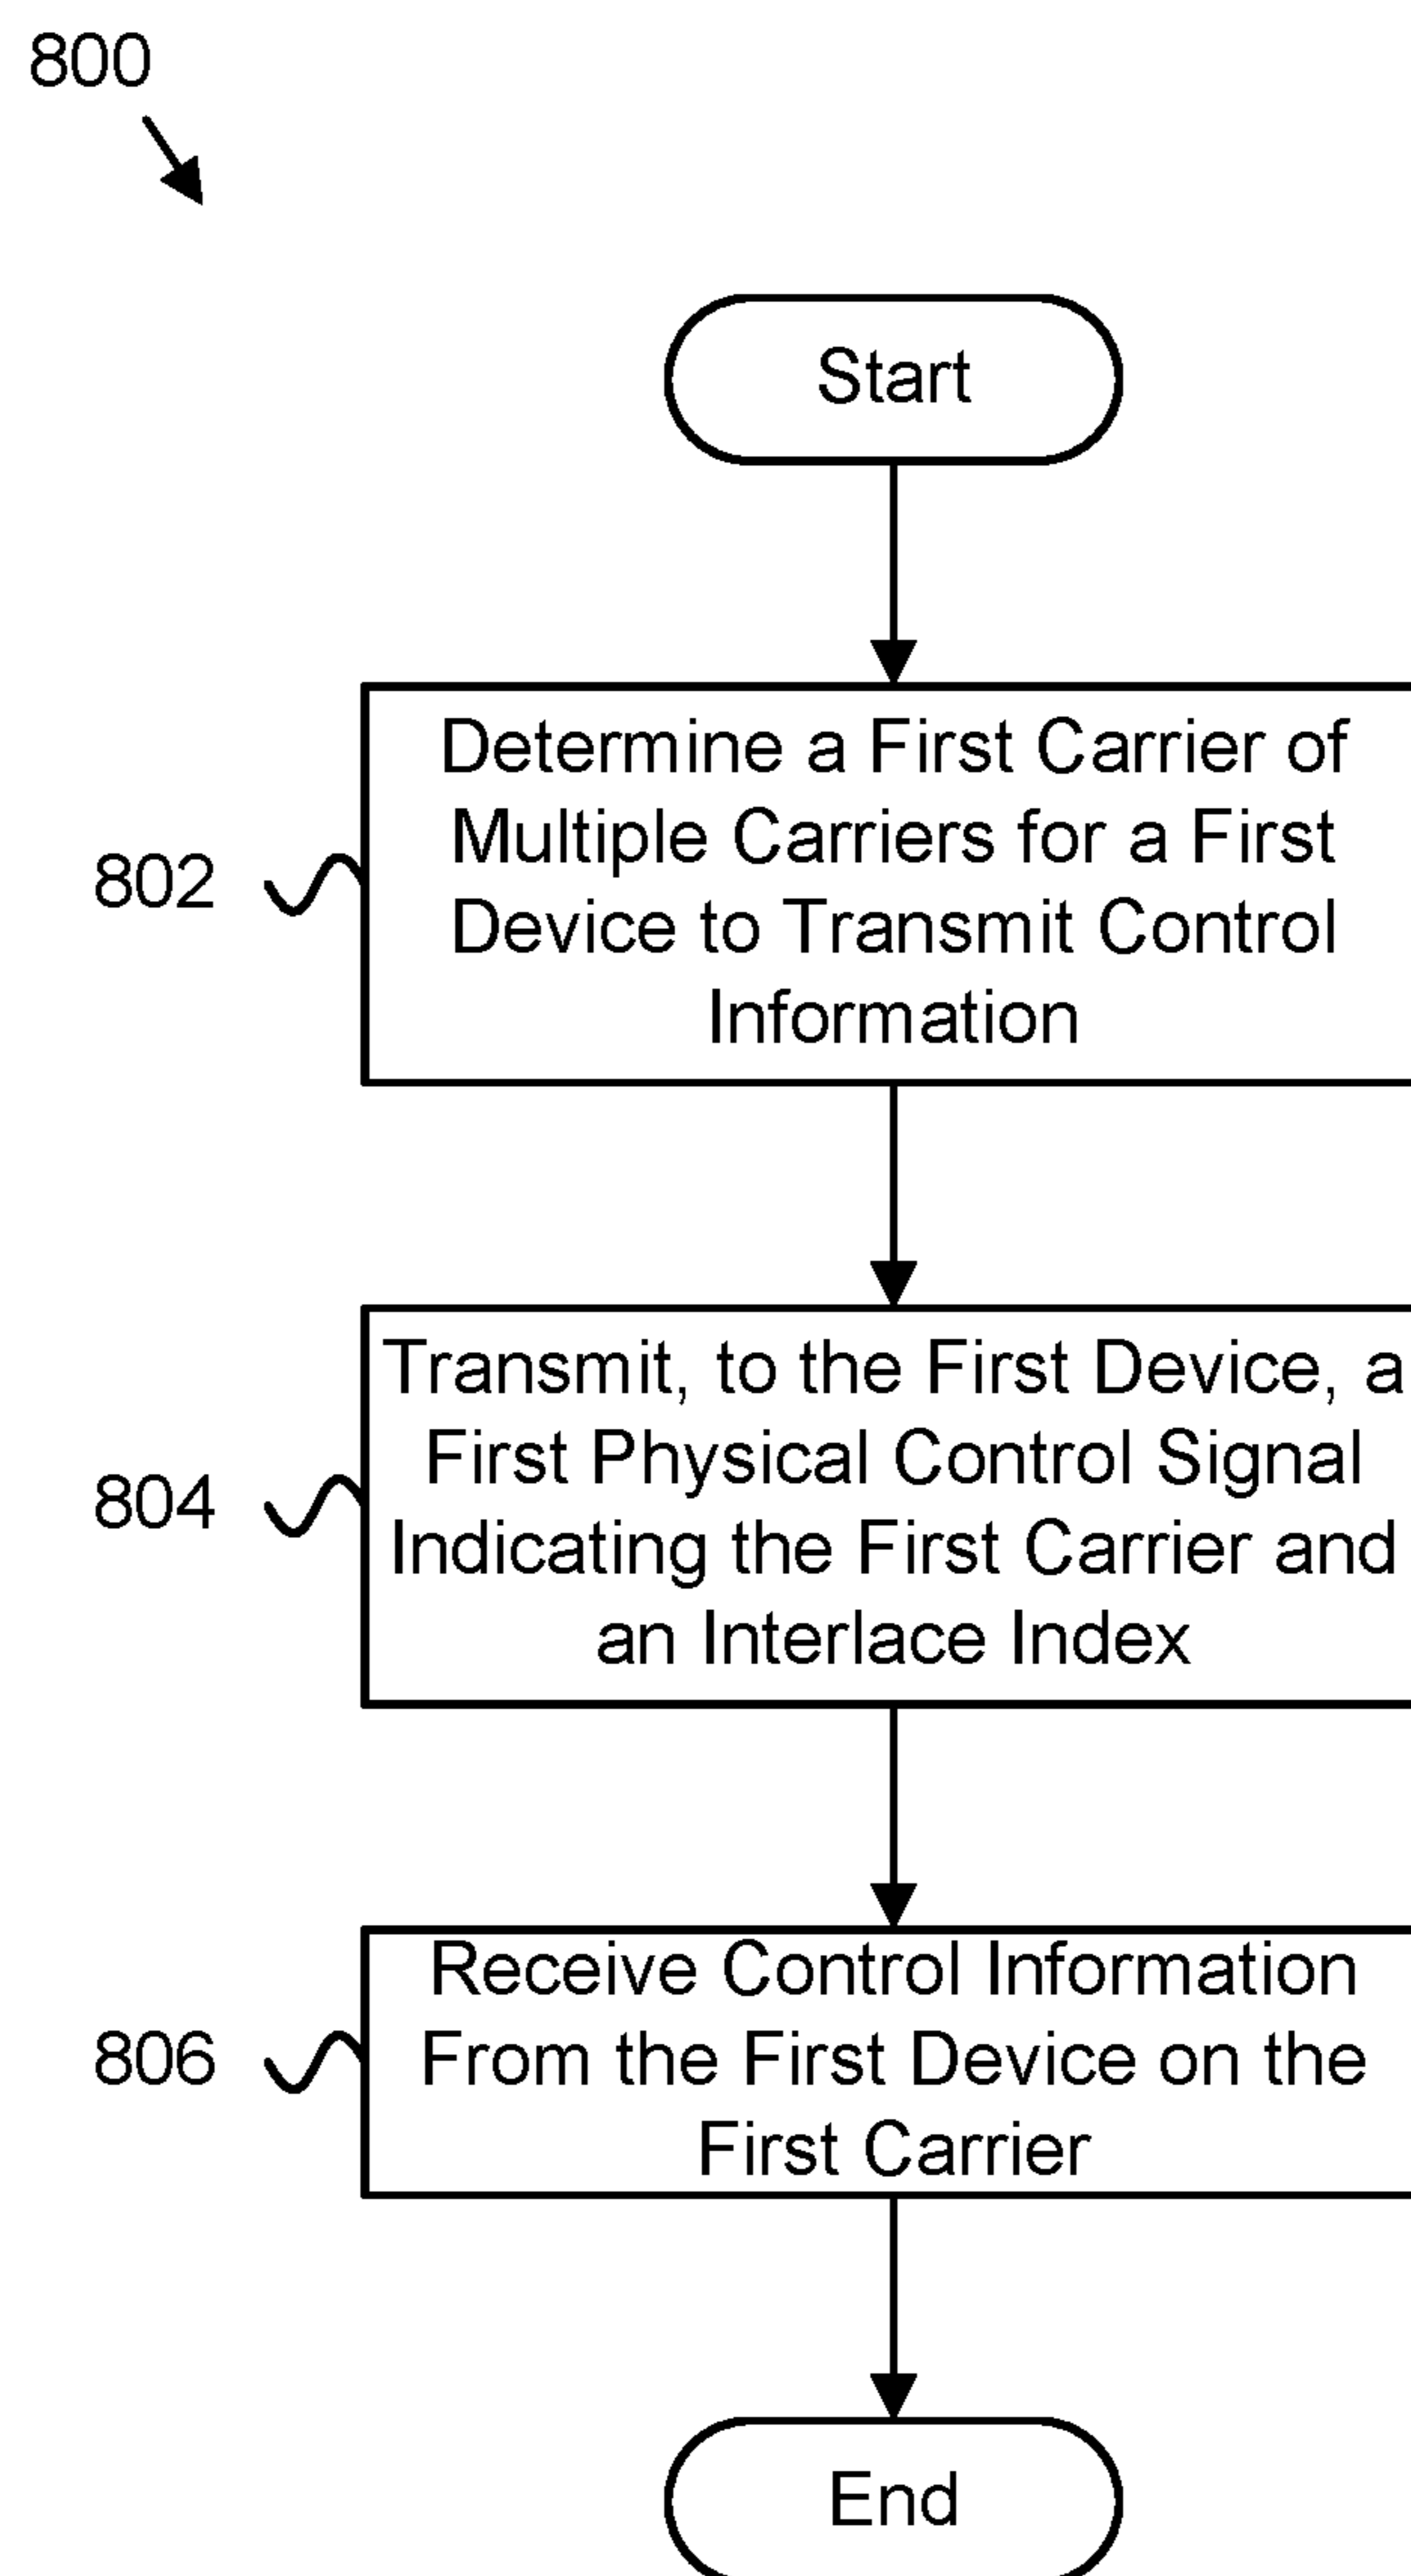 800
Start
802
Determine a First Carrier of
Multiple Carriers for a First
Device to Transmit Control
Information
804
Transmit, to the First Device, a
First Physical Control Signal
Indicating the First Carrier and
an Interlace Index
806
Receive Control Information
From the First Device on the
First Carrier
End